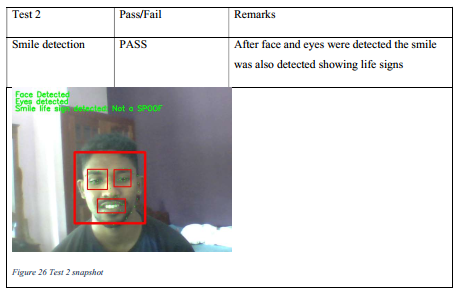 Test 2 Pass/Fail Remarks
Smile detection PASS After face and eyes were detected the smile
was also detected showing life signs
Face Detected
Eyes detected
Smile life sign detected. Not a SPOOF
Figure 26 Test 2 snapshot